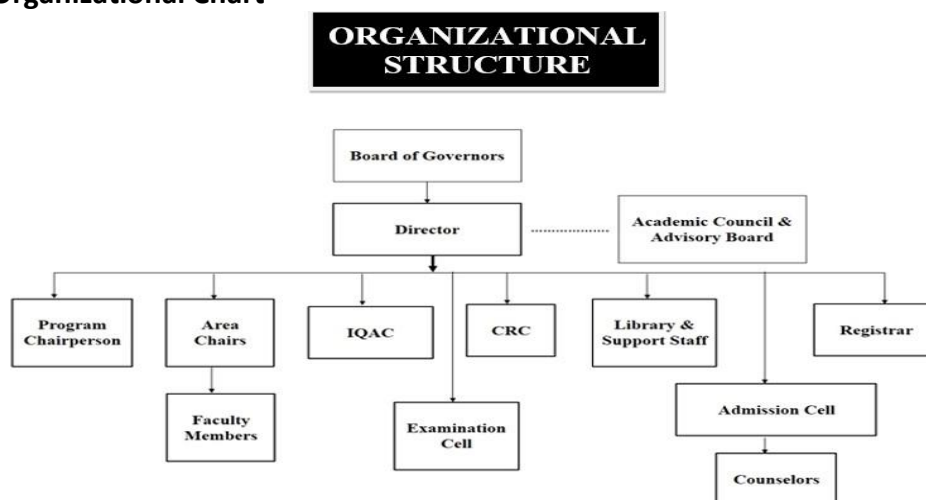 Organizational Chart
ORGANIZATIONAL
STRUCTURE
Board of Governors
Director
Academic Council &
Advisory Board
Program
Chairperson
Area
Chairs
IQAC
CRC
Library &
Support Staff
Registrar
Faculty
Members
Examination
Cell
Admission Cell
Counselors